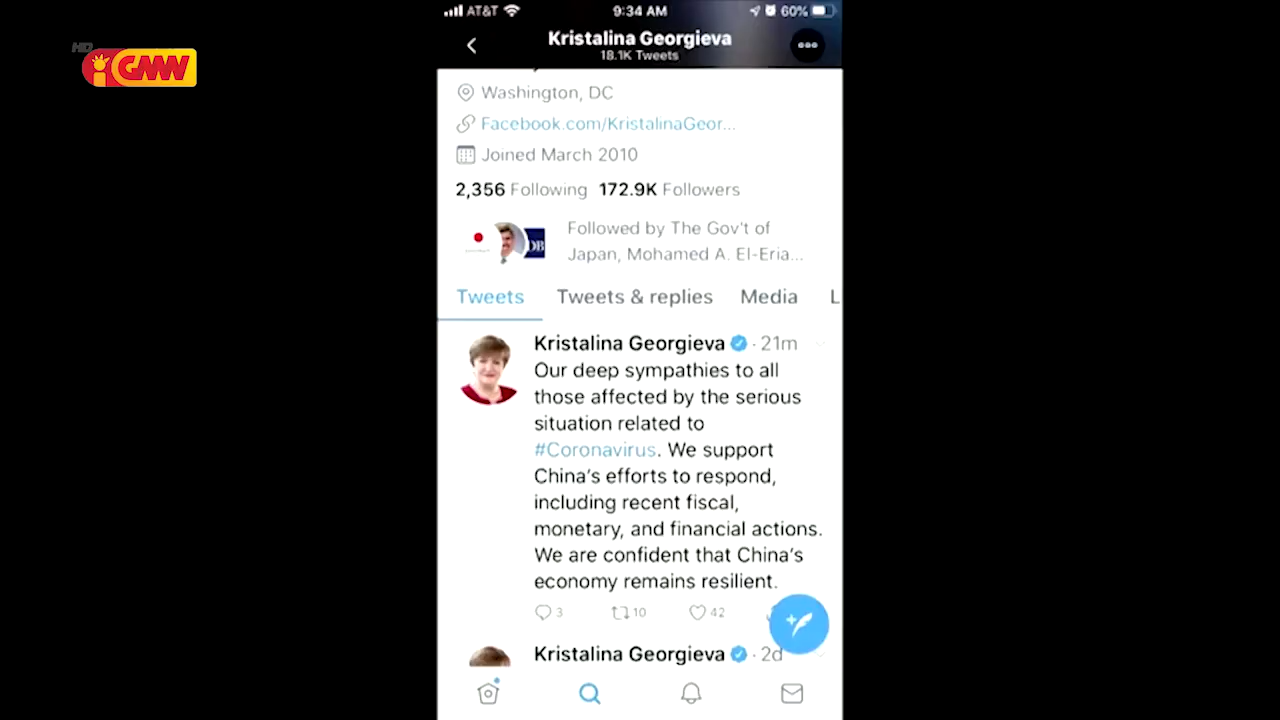 AT&T 9:34 AM 60%
HD
iGNN
Kristalina Georgieva
18.1K Tweets
Washington, DC
Facebook.com/KristalinaGeor...
Joined March 2010
2,356 Following 172.9K Followers
Followed by The Gov't of
Japan, Mohamed A. El-Eria...
DB
Tweets Tweets & replies Media L
Kristalina Georgieva · 21m
Our deep sympathies to all
those affected by the serious
situation related to
#Coronavirus. We support
China's efforts to respond,
including recent fiscal,
monetary, and financial actions.
We are confident that China's
economy remains resilient.
3 10 42
Kristalina Georgieva · 2d